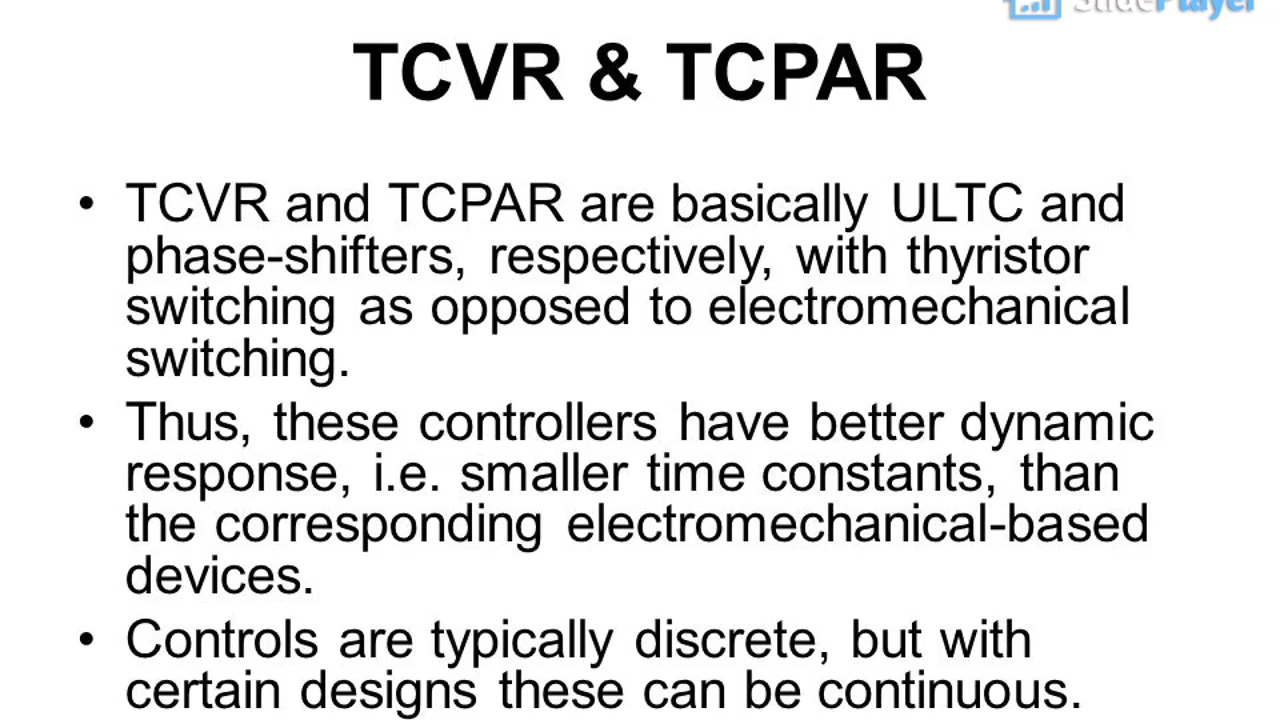 SlidePlayer
TCVR & TCPAR
• TCVR and TCPAR are basically ULTC and
phase-shifters, respectively, with thyristor
switching as opposed to electromechanical
switching.
• Thus, these controllers have better dynamic
response, i.e. smaller time constants, than
the corresponding electromechanical-based
devices.
• Controls are typically discrete, but with
certain designs these can be continuous.